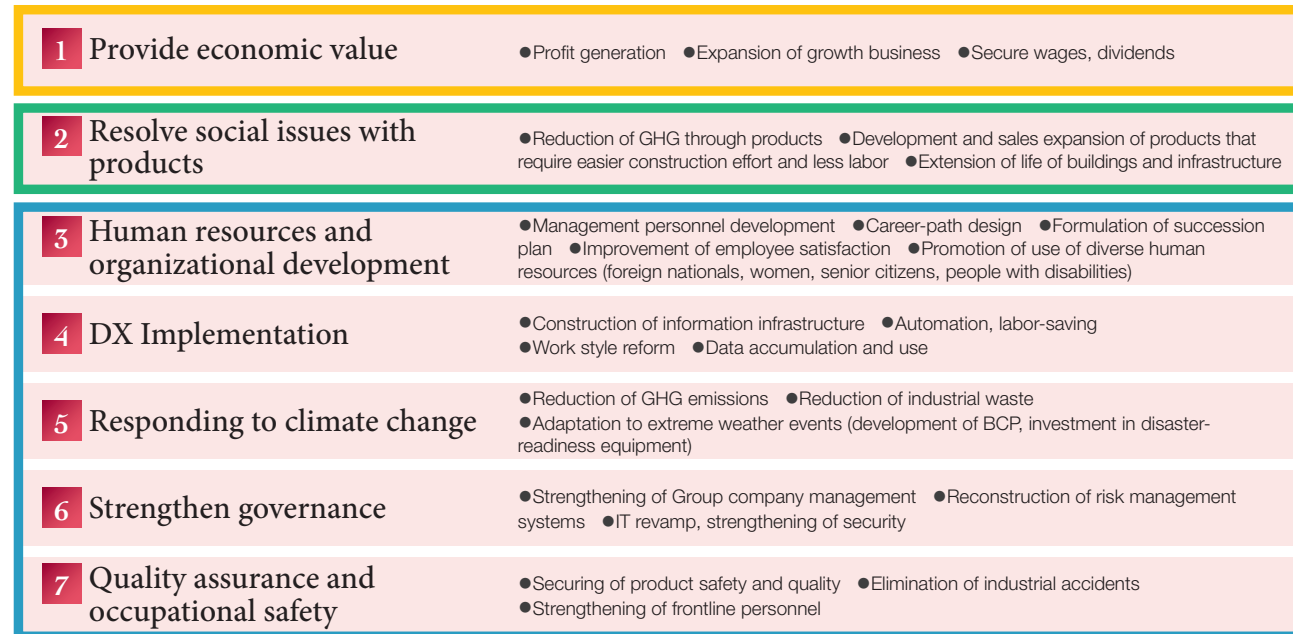 1 Provide economic value
●Profit generation ●Expansion of growth business ●Secure wages, dividends
2 Resolve social issues with
products
●Reduction of GHG through products ●Development and sales expansion of products that
require easier construction effort and less labor ●Extension of life of buildings and infrastructure
3 Human resources and
organizational development
●Management personnel development ●Career-path design ●Formulation of succession
plan ●Improvement of employee satisfaction ●Promotion of use of diverse human
resources (foreign nationals, women, senior citizens, people with disabilities)
4 DX Implementation
●Construction of information infrastructure ●Automation, labor-saving
●Work style reform ●Data accumulation and use
5 Responding to climate change
●Reduction of GHG emissions ●Reduction of industrial waste
●Adaptation to extreme weather events (development of BCP, investment in disaster-
readiness equipment)
6 Strengthen governance
●Strengthening of Group company management ●Reconstruction of risk management
systems ●IT revamp, strengthening of security
7 Quality assurance and
occupational safety
●Securing of product safety and quality ●Elimination of industrial accidents
●Strengthening of frontline personnel